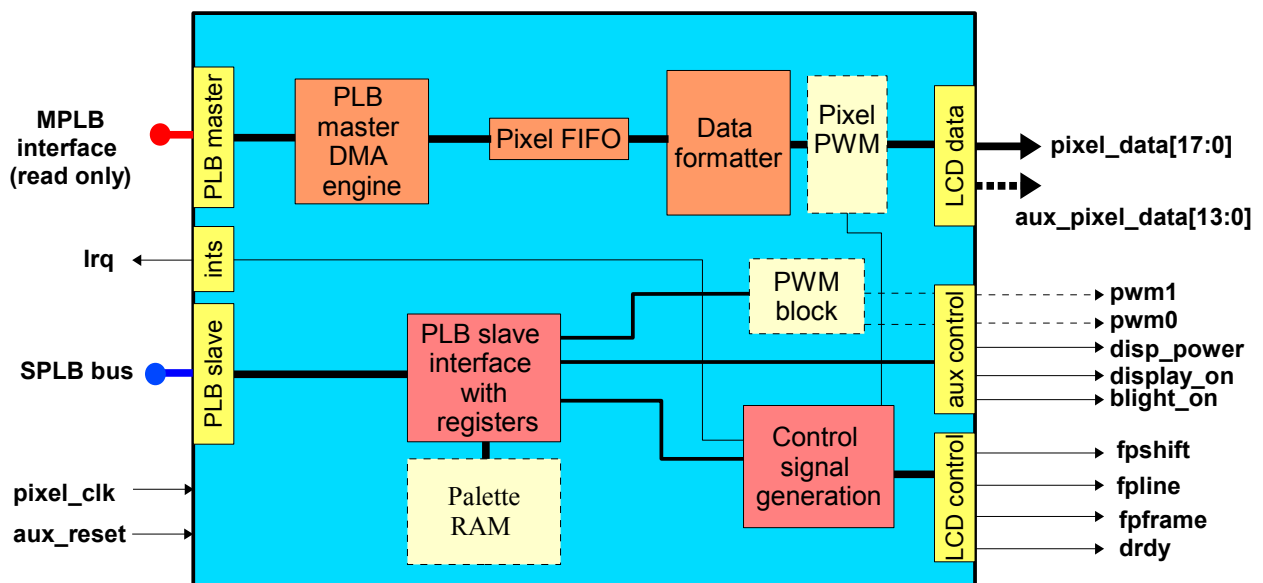 MPLB
interface
(read only)
PLB master
PLB
master
DMA
engine
Pixel FIFO
Data
formatter
Pixel
PWM
LCD data
pixel_data[17:0]
aux_pixel_data[13:0]
Irq
ints
PWM
block
pwm1
pwm0
disp_power
display_on
blight_on
aux control
SPLB bus
PLB slave
PLB slave
interface
with
registers
Palette
RAM
Control
signal
generation
LCD control
fpshift
fpline
fpframe
drdy
pixel_clk
aux_reset